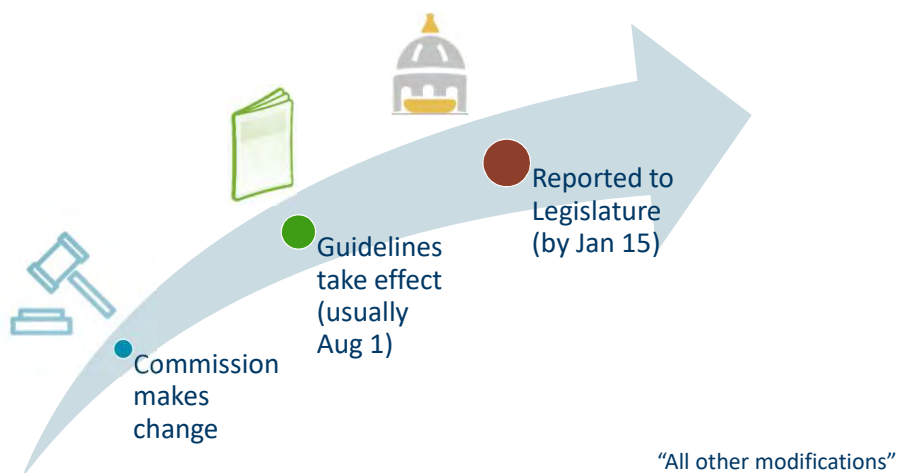 Reported to
Legislature
(by Jan 15)
Guidelines
take effect
(usually
Aug 1)
Commission
makes
change
“All other modifications”